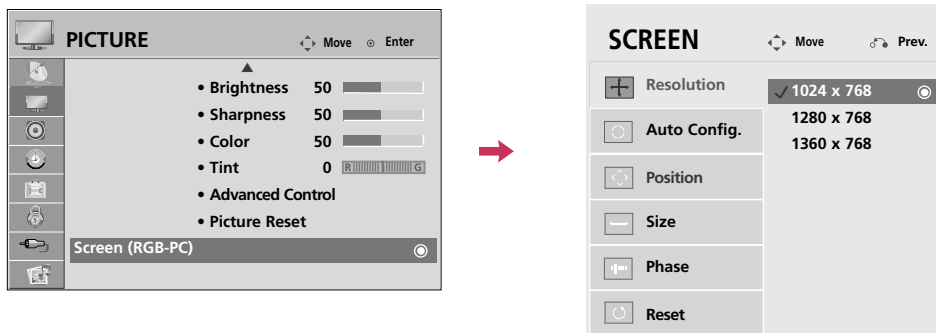 PICTURE Move Enter
• Brightness 50
• Sharpness 50
• Color 50
• Tint 0 R G
• Advanced Control
• Picture Reset
Screen (RGB-PC)
SCREEN Move Prev.
Resolution
Auto Config.
Position
Size
Phase
Reset
1024 x 768
1280 x 768
1360 x 768